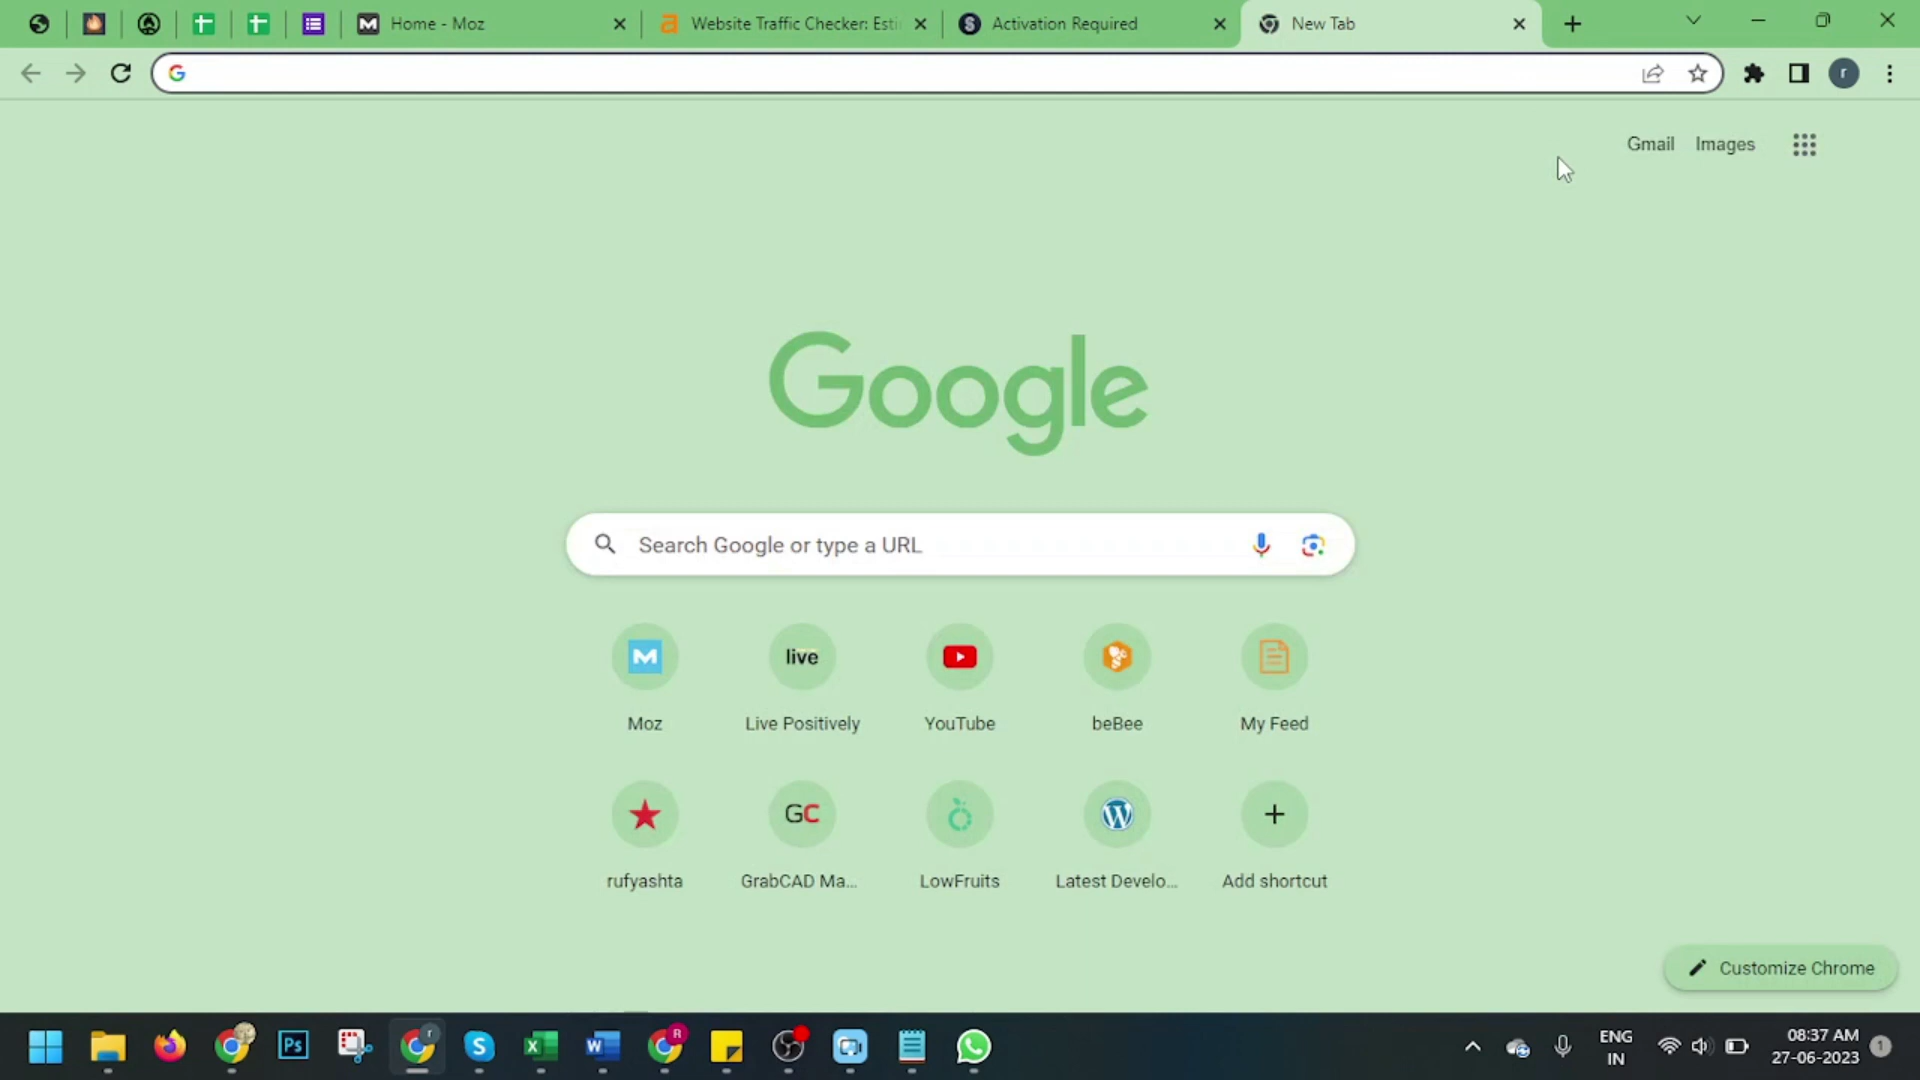 Home - Moz
Website Traffic Checker: Esti
Activation Required
New Tab
Gmail
Images
Google
Search Google or type a URL
live
Moz
Live Positively
YouTube
beBee
My Feed
GC
rufyashta
GrabCAD Ma...
LowFruits
Latest Develo...
Add shortcut
Customize Chrome
ENG
IN
08:37 AM
27-06-2023
1